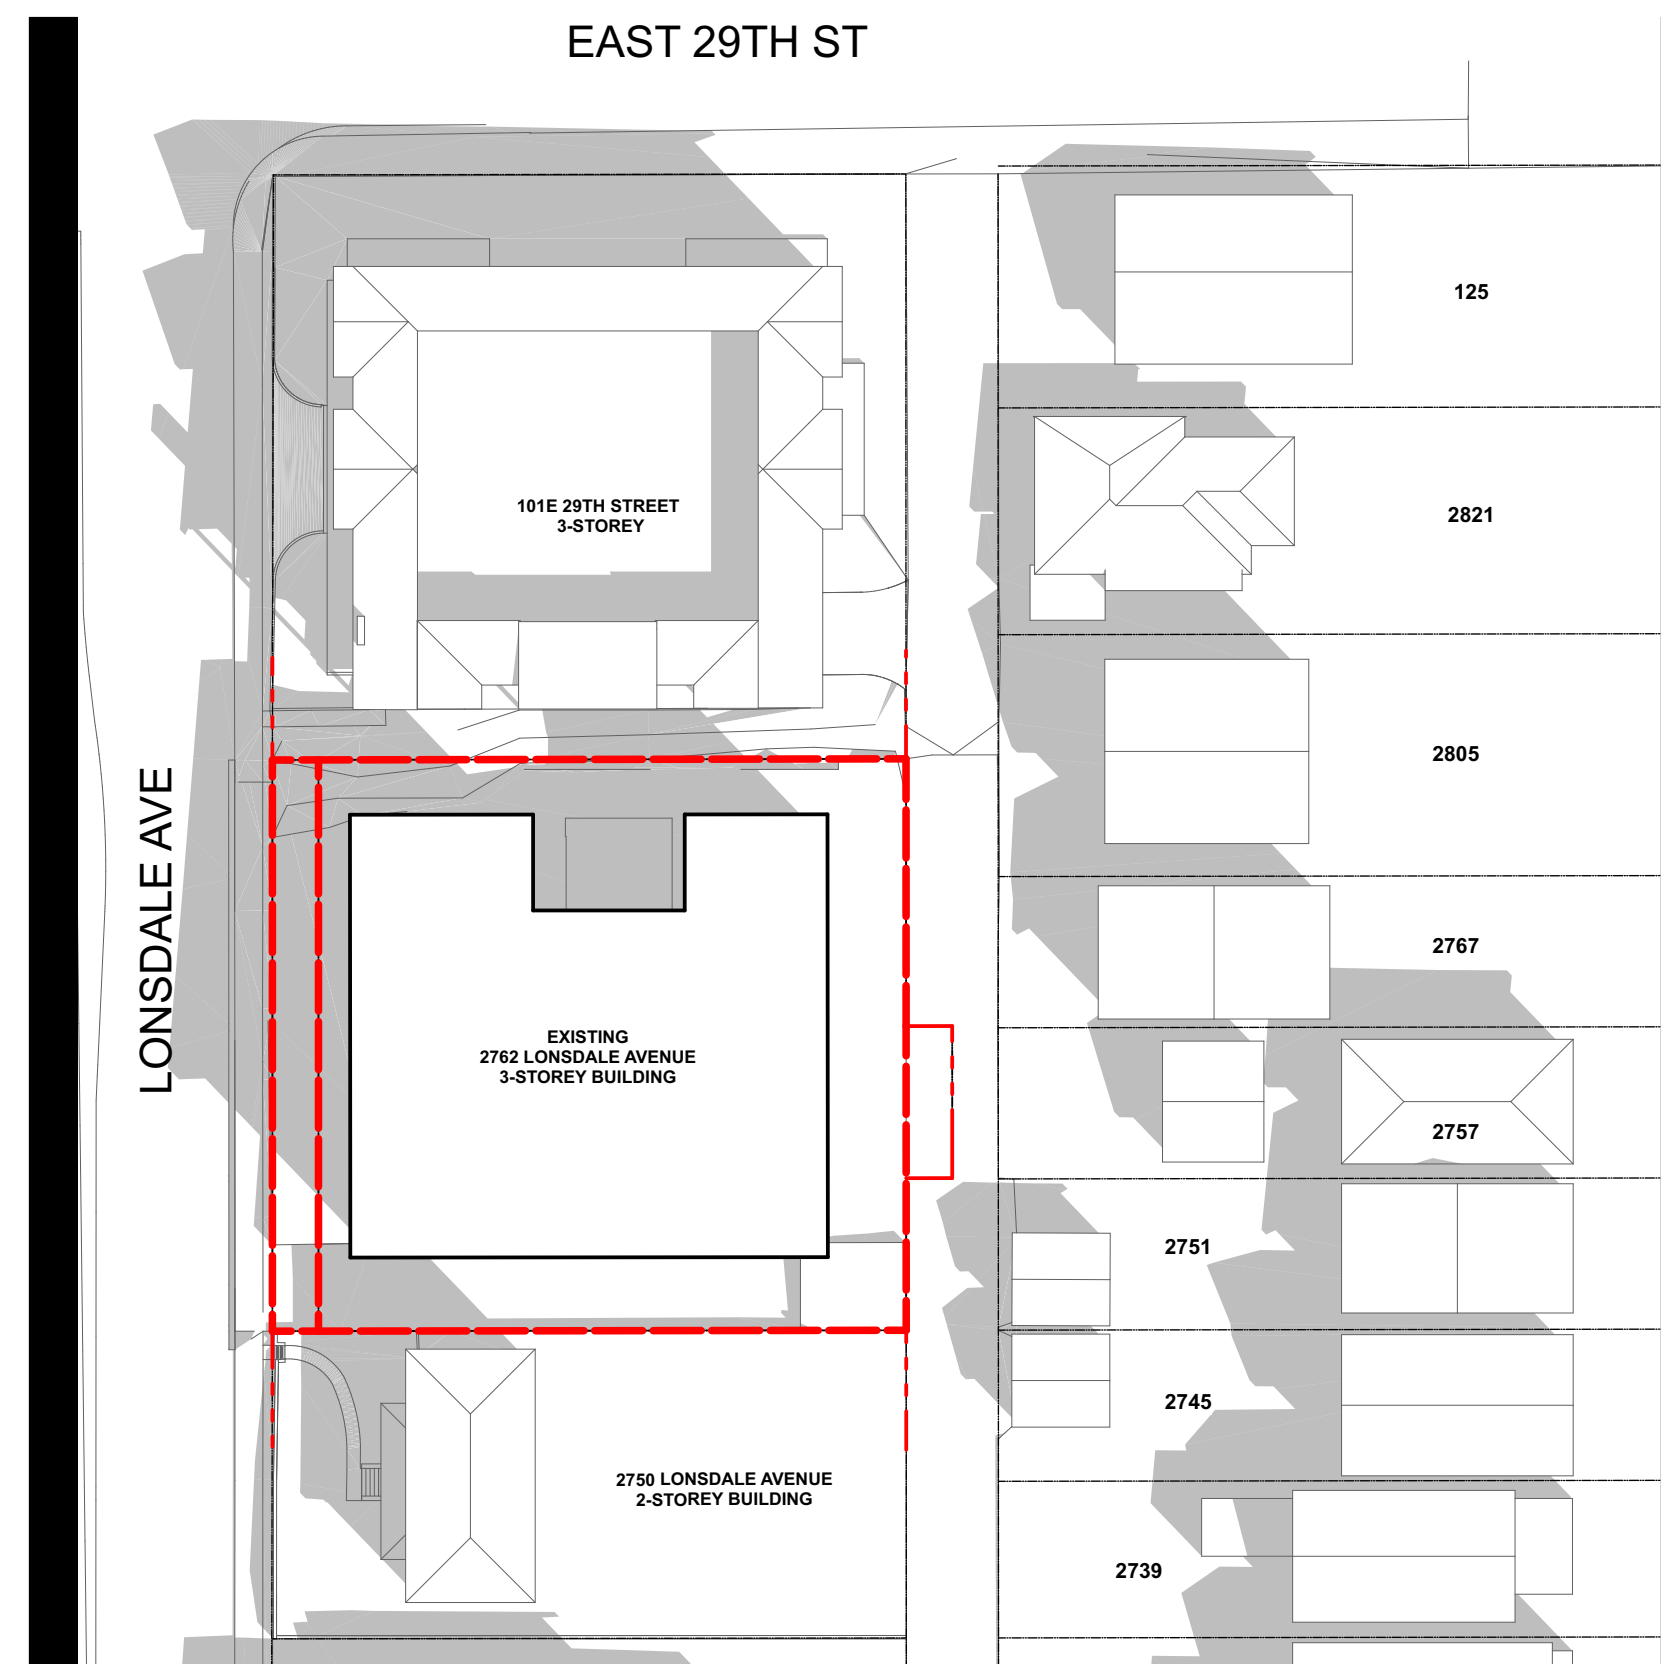 EAST 29TH ST
125
101E 29TH STREET
3-STOREY
2821
2805
LONSDALE AVE
2767
EXISTING
2762 LONSDALE AVENUE
3-STOREY BUILDING
2757
2751
2745
2750 LONSDALE AVENUE
2-STOREY BUILDING
2739